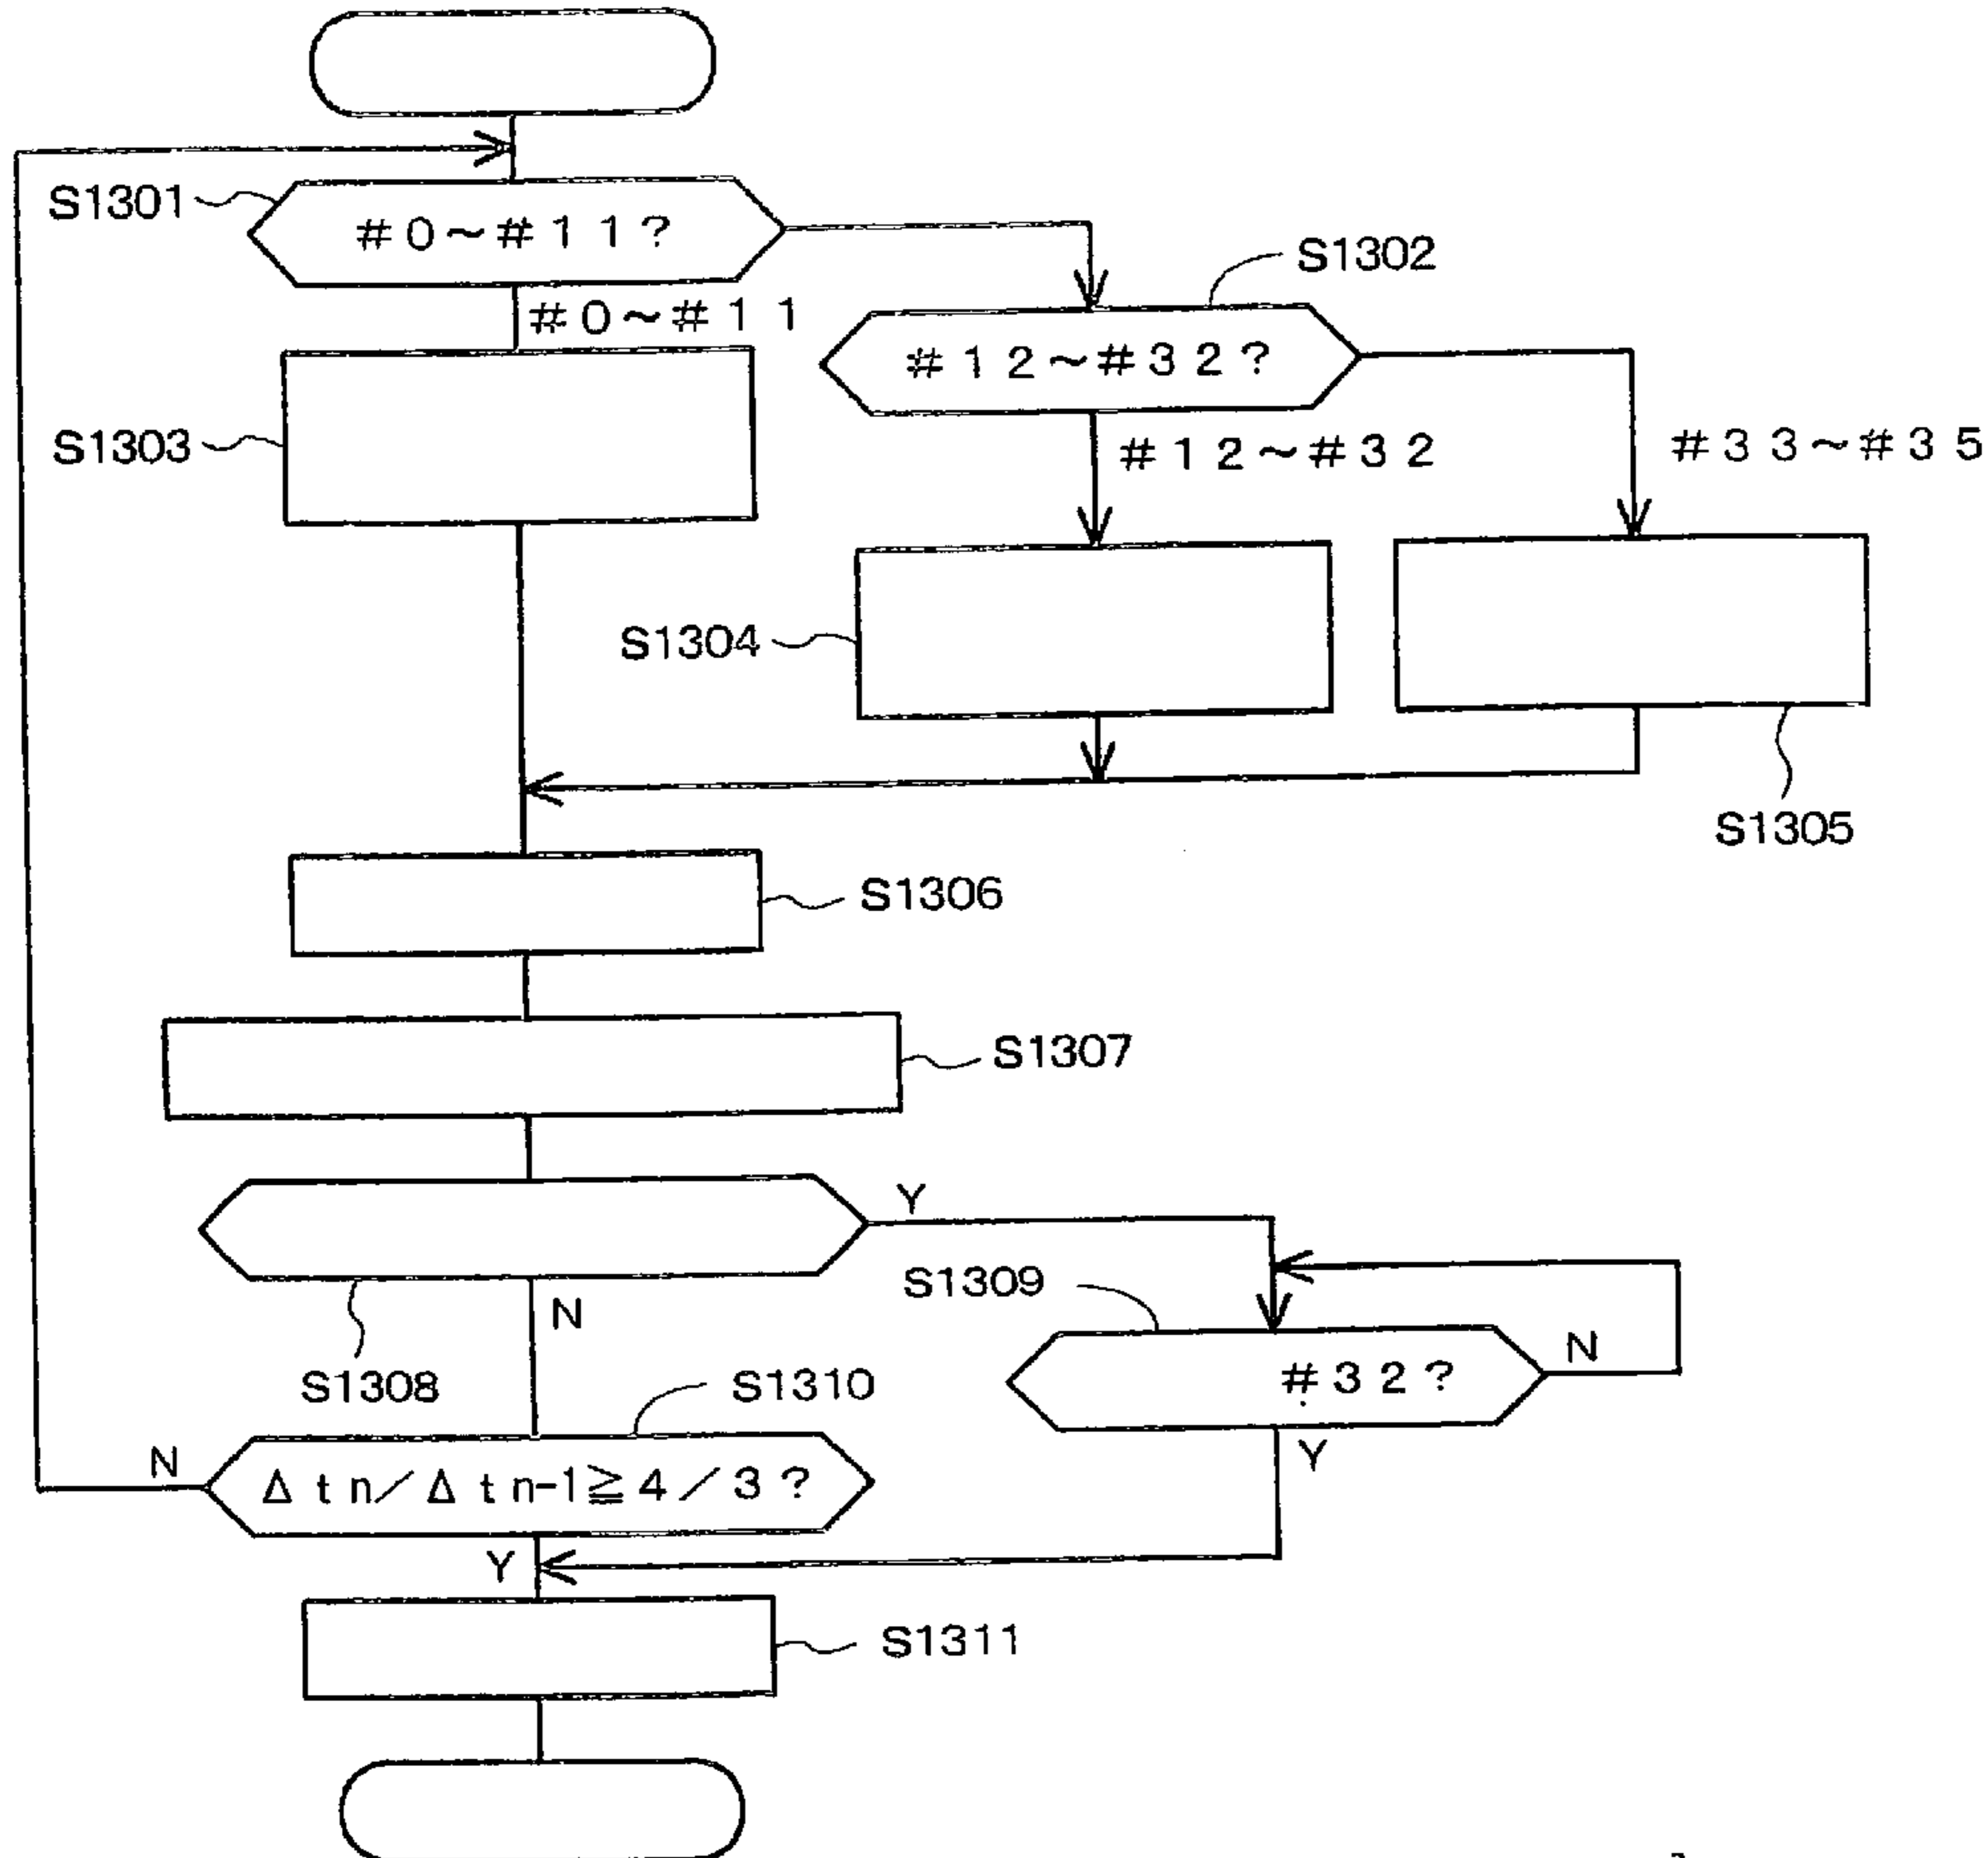 S1301
#0~#11?
S1302
#0~#11
#12~#32?
S1303
#12~#32
#33~#35
S1304
S1305
S1306
S1307
Y
S1309
N
#32?
N
S1308
S1310
N
Δtn/Δtn-1≧4/3?
Y
Y
S1311